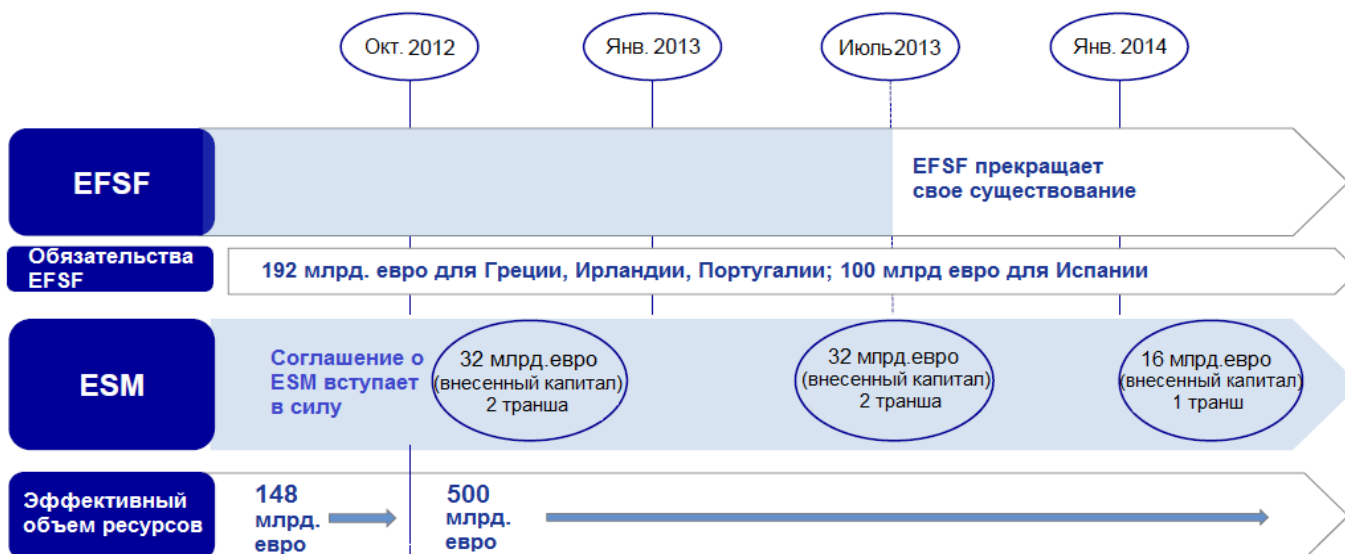 Окт. 2012
Янв. 2013
Июль2013
Янв. 2014
EFSF
EFSF прекращает
свое существование
Обязательства
EFSF
192 млрд. евро для Греции, Ирландии, Португалии; 100 млрд евро для Испании
ESM
Соглашение о
ESM вступает
в силу
32 млрд.евро
(внесенный капитал)
2 транша
32 млрд.евро
(внесенный капитал)
2 транша
16 млрд.евро
(внесенный капитал)
1 транш
Эффективный
объем ресурсов
148
млрд.
евро
500
млрд.
евро